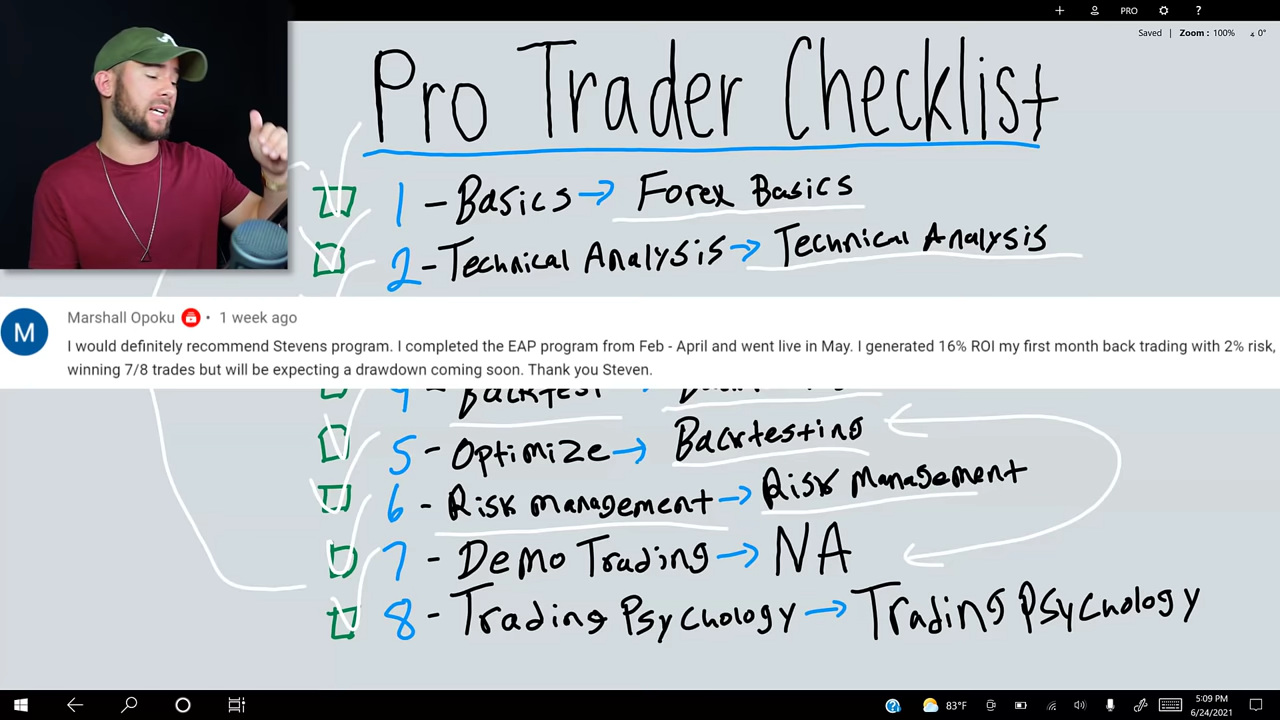 PRO
?
Saved
Zoom : 100%
0°
Pro Trader Checklist
1 - Basics → Forex Basics
2 - Technical Analysis → Technical Analysis
M
Marshall Opoku • 1 week ago
I would definitely recommend Stevens program. I completed the EAP program from Feb - April and went live in May. I generated 16% ROI my first month back trading with 2% risk,
winning 7/8 trades but will be expecting a drawdown coming soon. Thank you Steven.
4 - Backtest →
5 - Optimize → Backtesting
6 - Risk Management → Risk Management
7 - Demo Trading → NA
8 - Trading Psychology → Trading Psychology
83°F
5:09 PM
6/24/2021